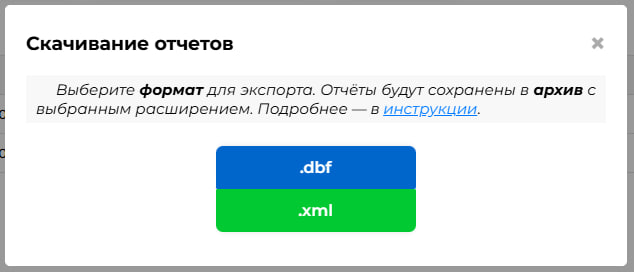 Скачивание отчетов
Выберите формат для экспорта. Отчёты будут сохранены в архив с
выбранным расширением. Подробнее — в инструкции.
.dbf
.xml